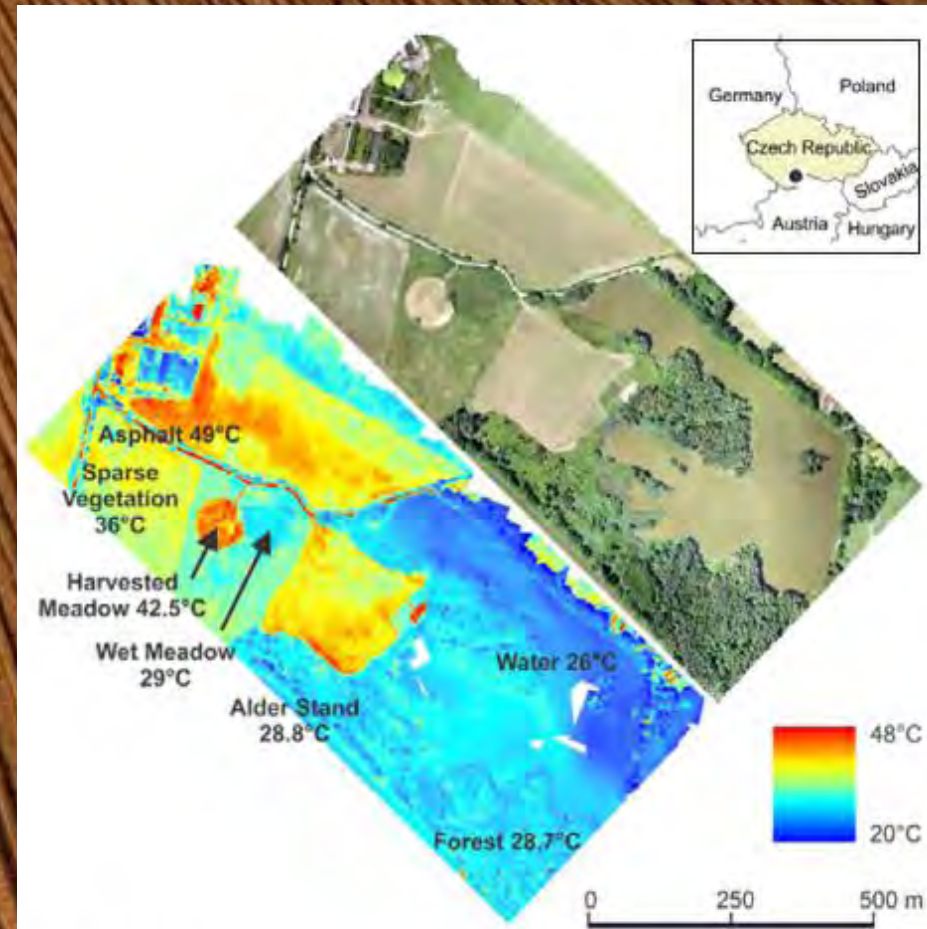 Germany
Poland
Czech Republic
Slovakia
Austria
Hungary
Asphalt 49°C
Sparse
Vegetation
36°C
Harvested
Meadow 42.5°C
Wet Meadow
29°C
Alder Stand
28.8°C
Water 26°C
Forest 28.7°C
48°C
20°C
0 250 500 m